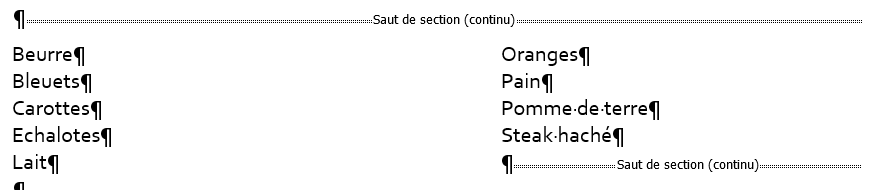 ¶ Saut de section (continu)
Beurre¶
Bleuets¶
Carottes¶
Echalotes¶
Lait¶
¶
Oranges¶
Pain¶
Pomme·de·terre¶
Steak·haché¶
¶ Saut de section (continu)